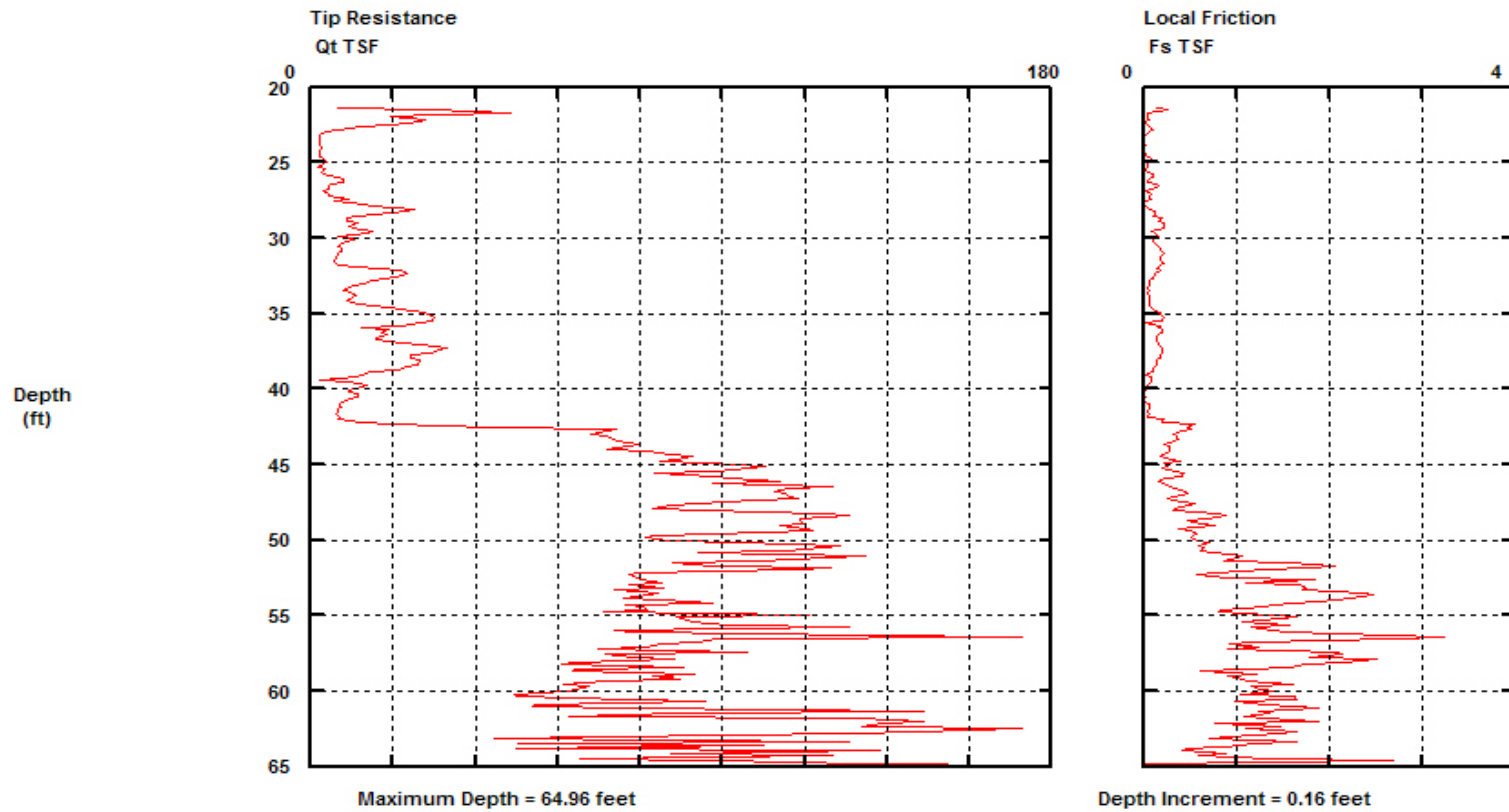 Tip Resistance
Qt TSF
0 180
Local Friction
Fs TSF
0 4
20
25
30
35
40
45
50
55
60
65
Depth
(ft)
Maximum Depth = 64.96 feet
Depth Increment = 0.16 feet